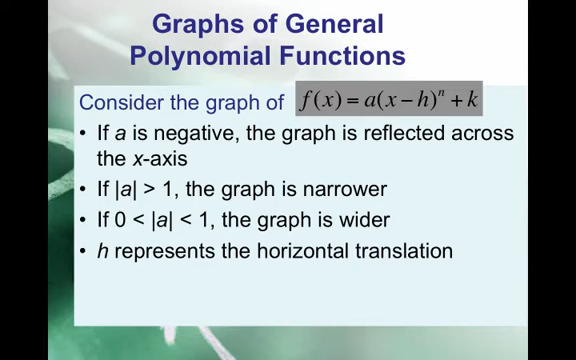 Graphs of General
Polynomial Functions
Consider the graph of f(x) = a(x − h)ⁿ + k
• If a is negative, the graph is reflected across
the x-axis
• If |a| > 1, the graph is narrower
• If 0 < |a| < 1, the graph is wider
• h represents the horizontal translation